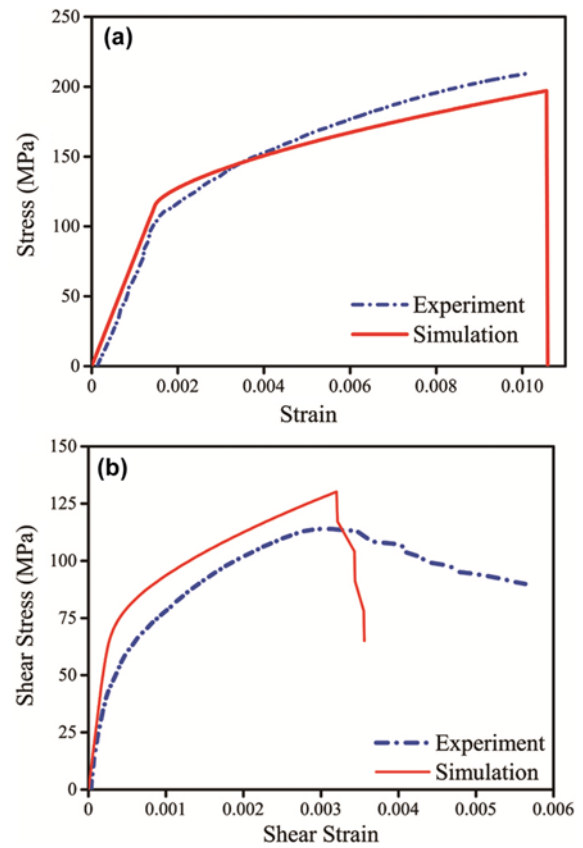 (a)
250
200
150
100
50
0
Stress (MPa)
Experiment
Simulation
0 0.002 0.004 0.006 0.008 0.010
Strain
(b)
150
125
100
75
50
25
0
Shear Stress (MPa)
Experiment
Simulation
0 0.001 0.002 0.003 0.004 0.005 0.006
Shear Strain